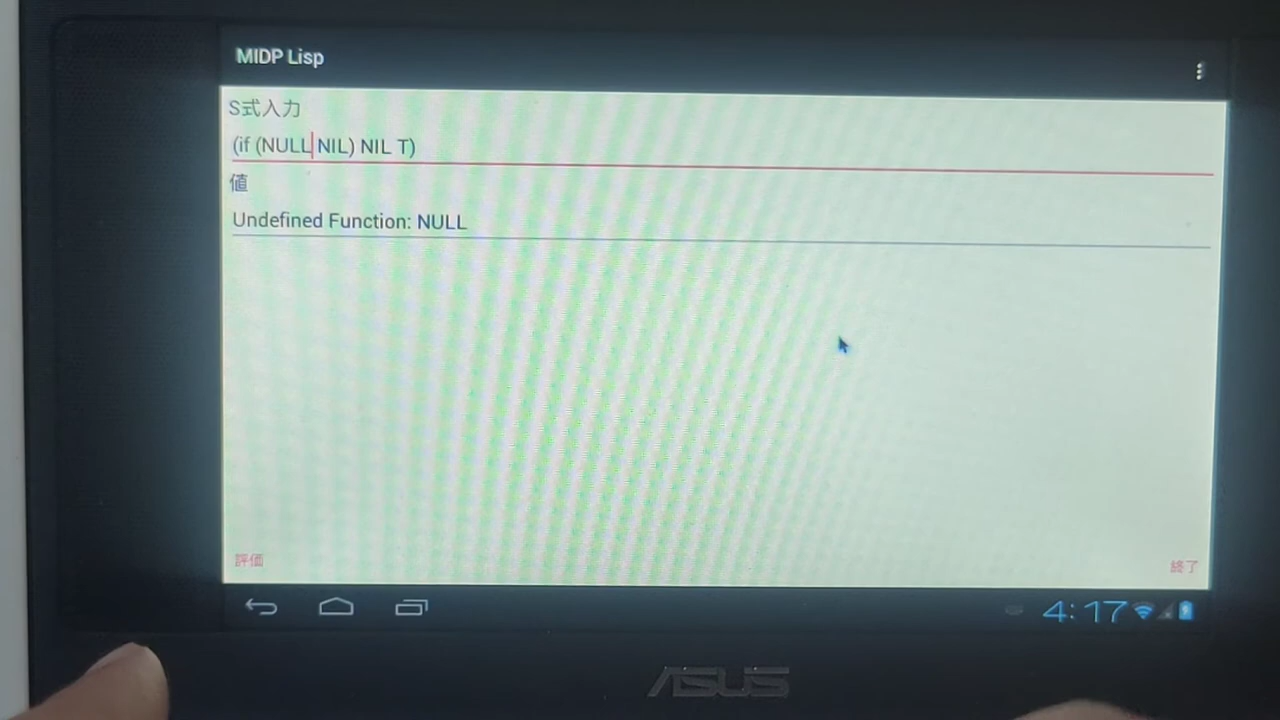 MIDP Lisp
S式入力
(if (NULL NIL) NIL T)
値
Undefined Function: NULL
評価
終了
4:17
ASUS